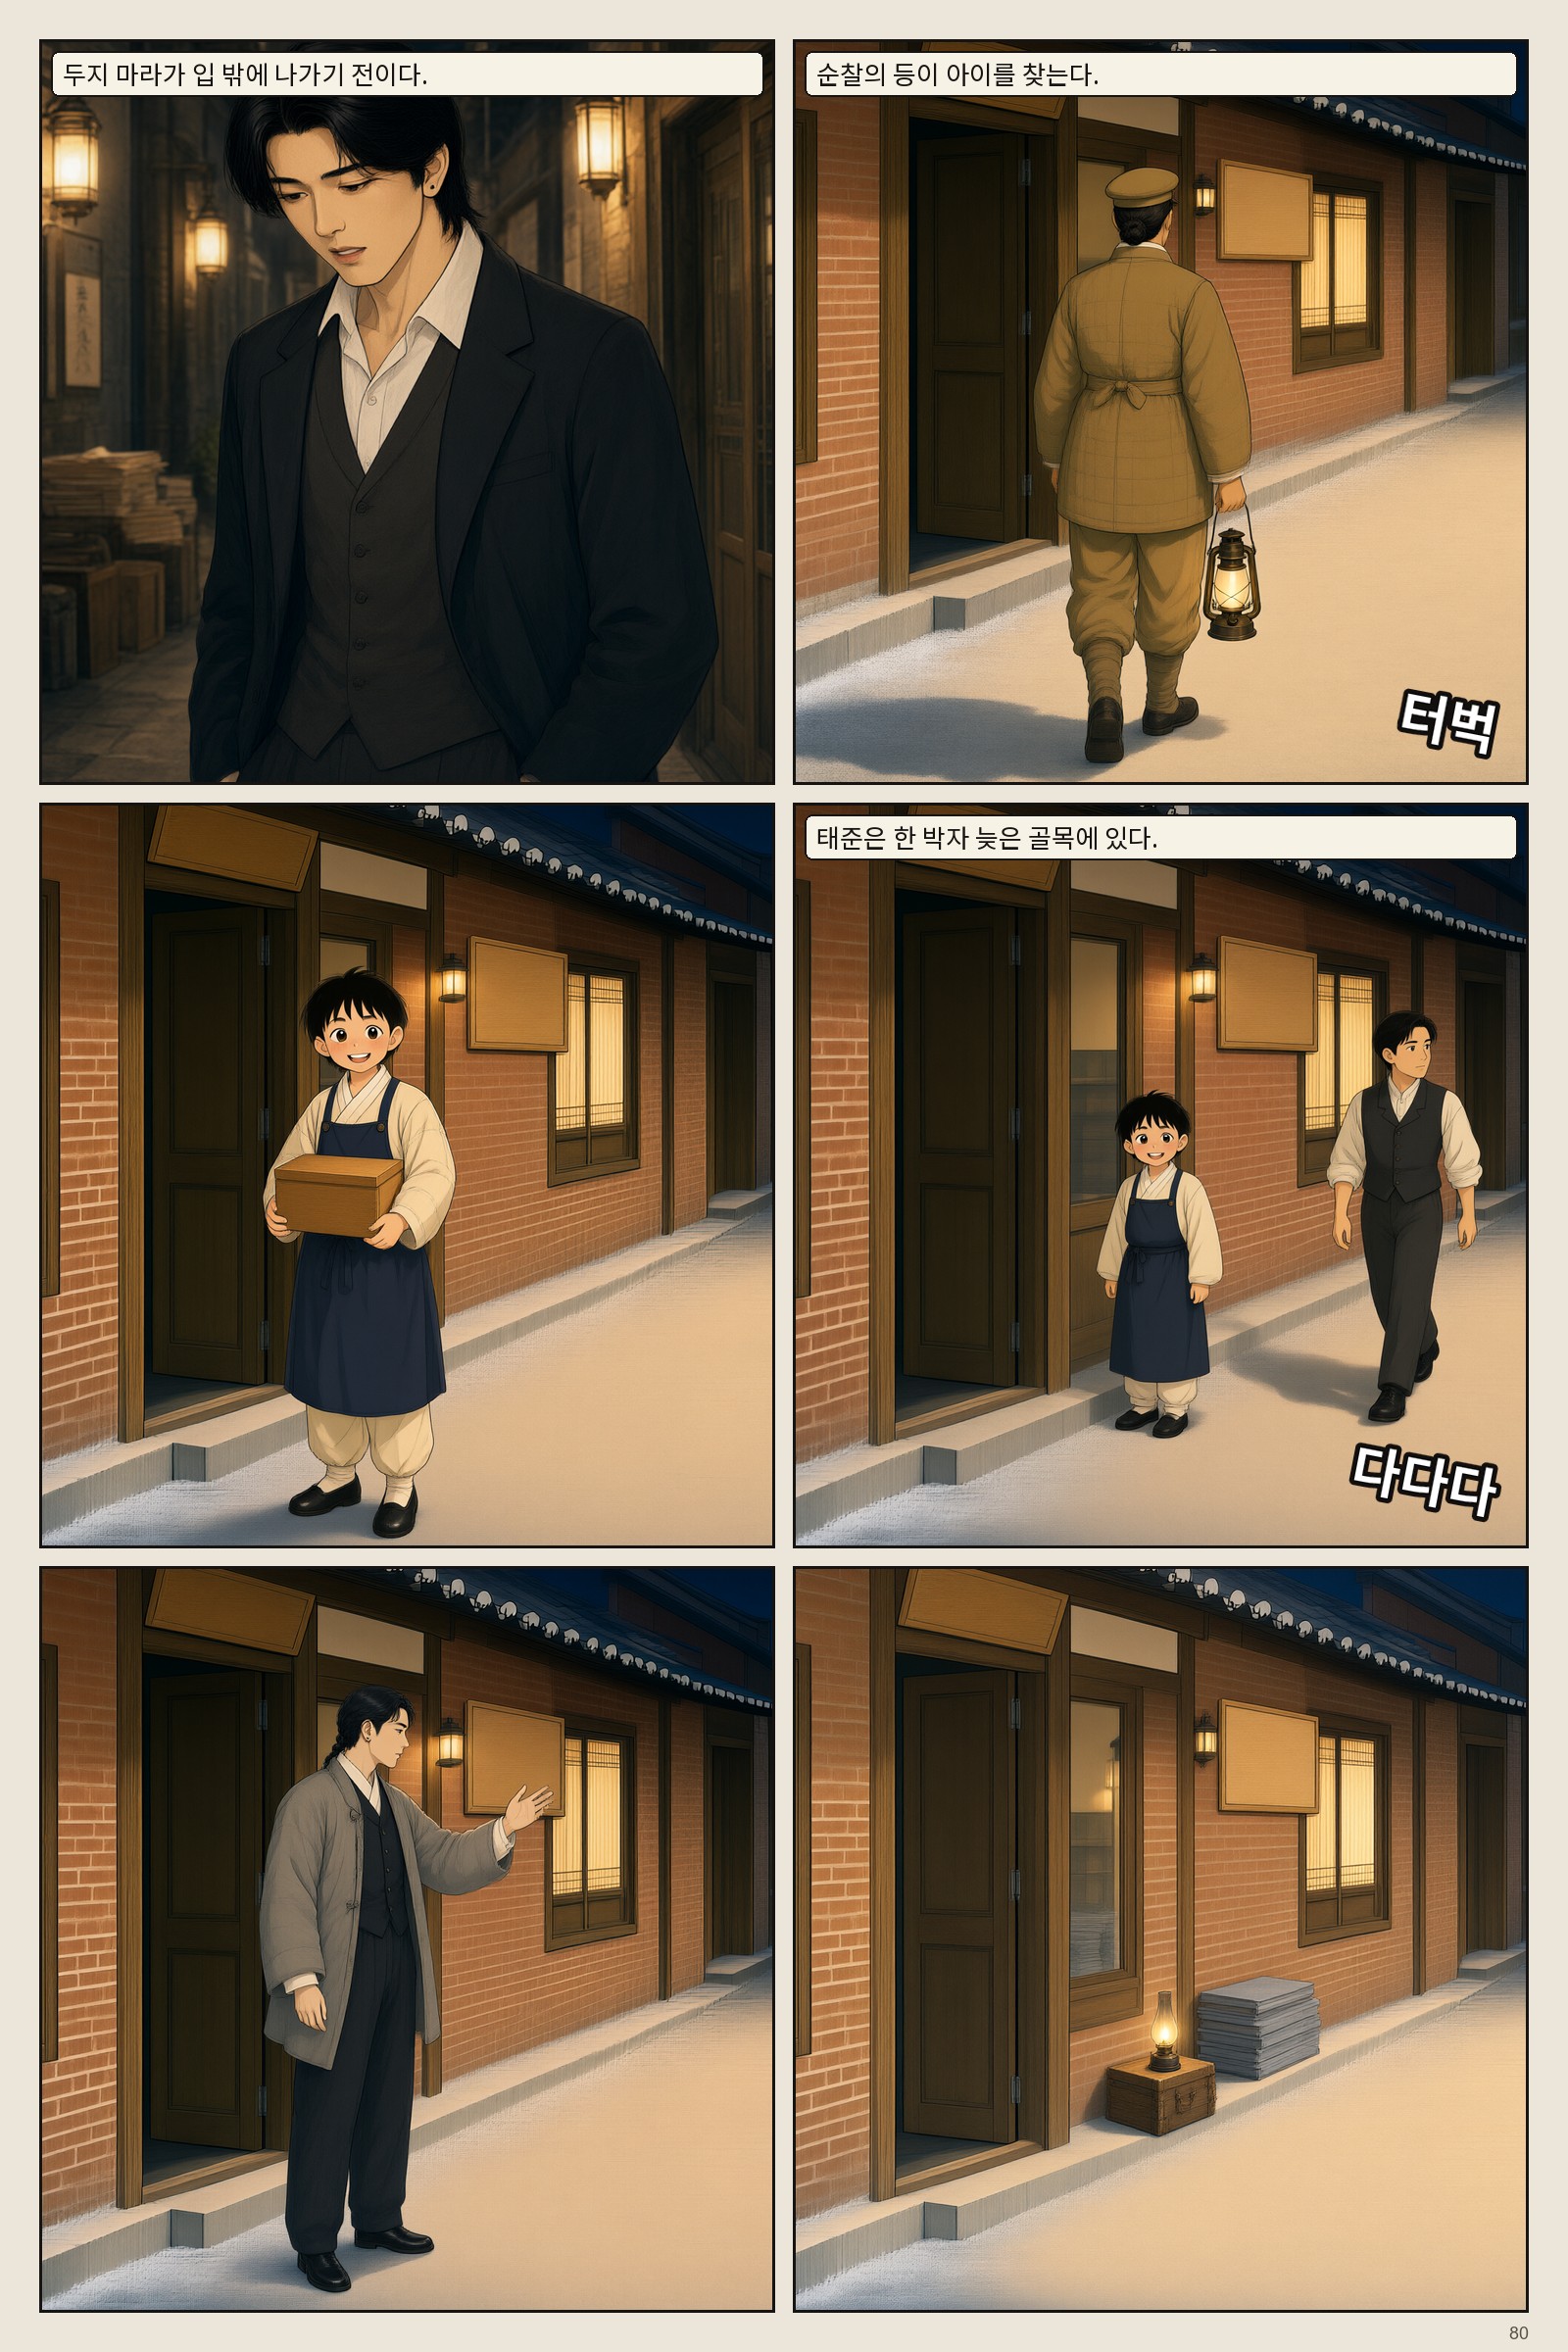 두지 마라가 입 밖에 나가기 전이다.
순찰의 등이 아이를 찾는다.
터벅
태준은 한 박자 늦은 골목에 있다.
다다다
80